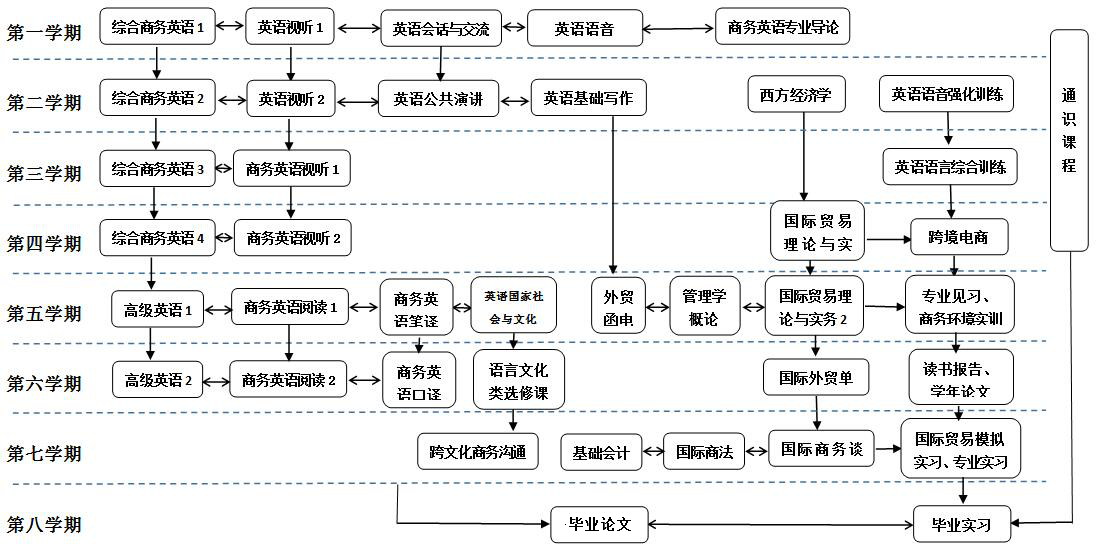 第一学期
综合商务英语 1
英语视听 1
英语会话与交流
英语语音
商务英语专业导论
通
识
课
程
第二学期
综合商务英语 2
英语视听 2
英语公共演讲
英语基础写作
西方经济学
英语语音强化训练
第三学期
综合商务英语 3
商务英语视听 1
英语语言综合训练
第四学期
综合商务英语 4
商务英语视听 2
国际贸易
理论与实
跨境电商
第五学期
高级英语 1
商务英语阅读 1
商务英
语笔译
英语国家社
会与文化
外贸
函电
管理学
概论
国际贸易理
论与实务 2
专业见习、
商务环境实训
第六学期
高级英语 2
商务英语阅读 2
商务英
语口译
语言文化
类选修课
国际外贸单
读书报告、
学年论文
第七学期
跨文化商务沟通
基础会计
国际商法
国际商务谈
国际贸易模拟
实习、专业实习
第八学期
毕业论文
毕业实习